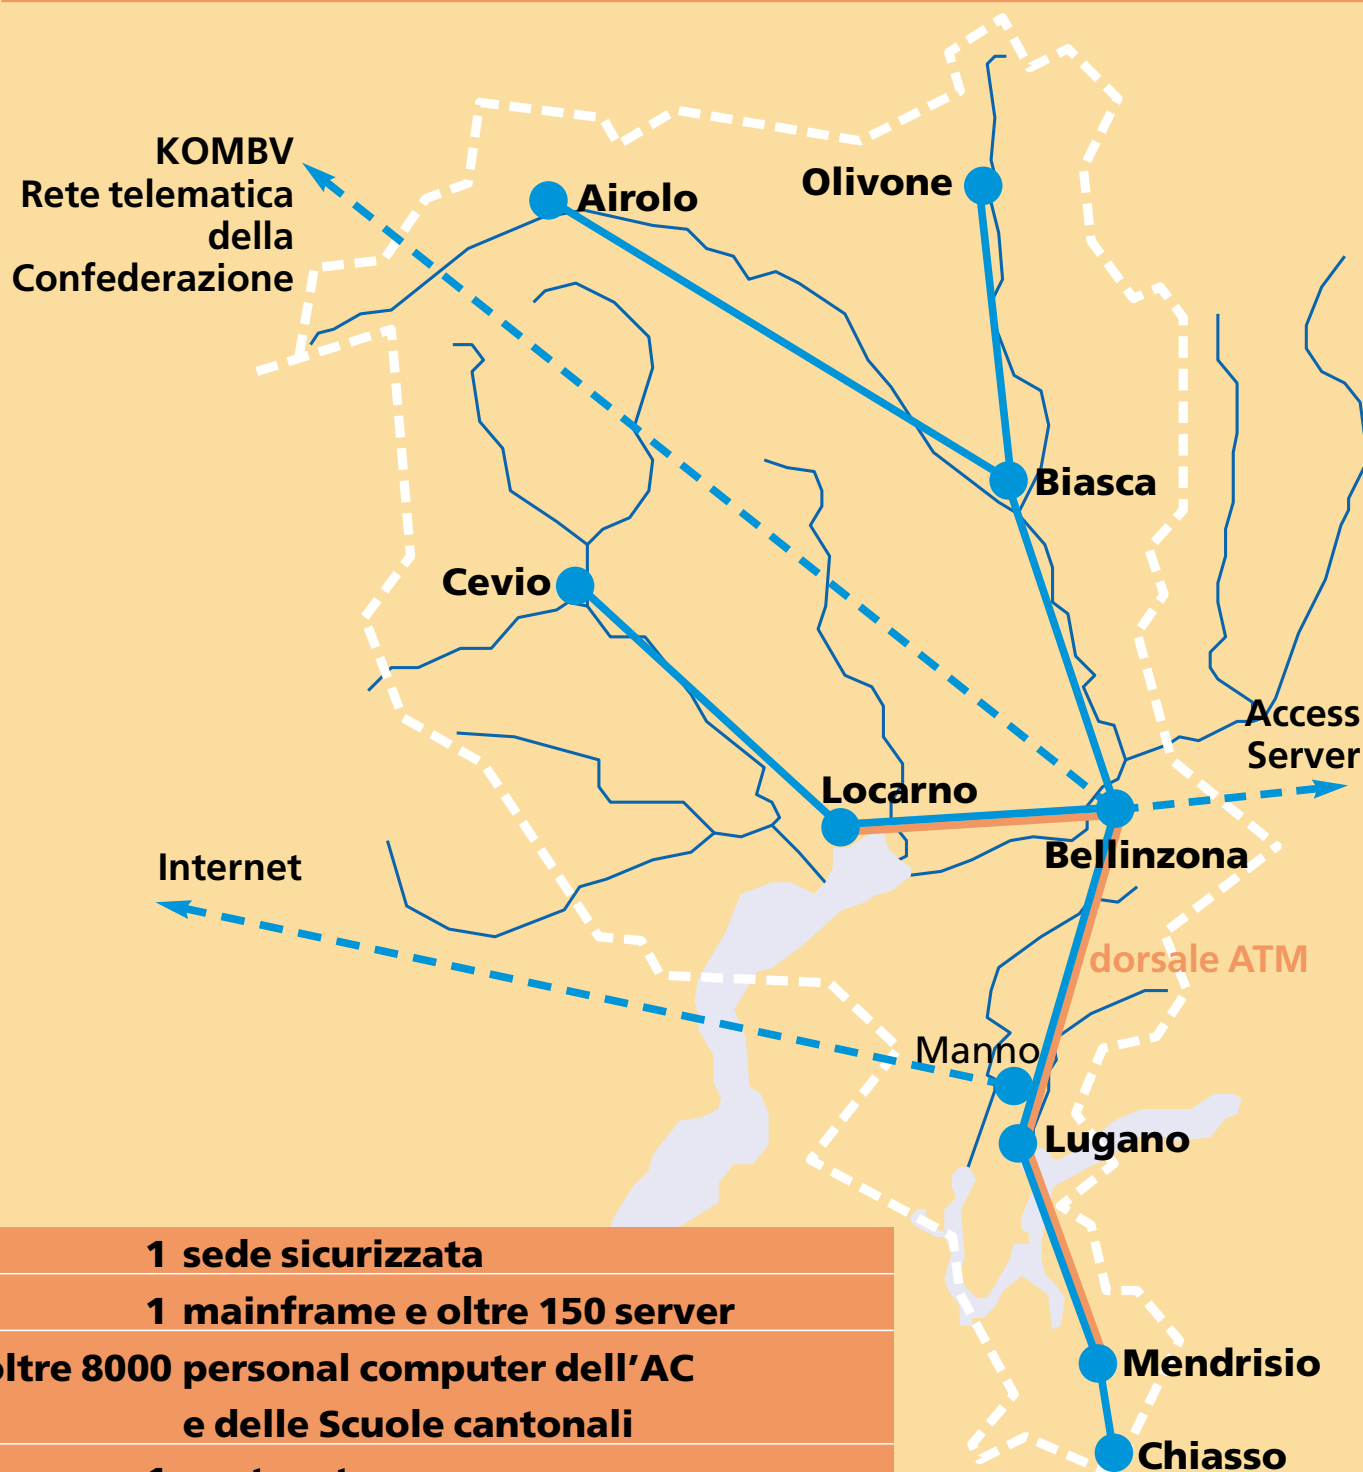 KOMBV
Rete telematica
della
Confederazione
Airolo
Olivone
Biasca
Cevio
Access
Server
Locarno
Bellinzona
Internet
dorsale ATM
Manno
Lugano
Mendrisio
Chiasso
1 sede sicurizzata
1 mainframe e oltre 150 server
oltre 8000 personal computer dell’AC
e delle Scuole cantonali